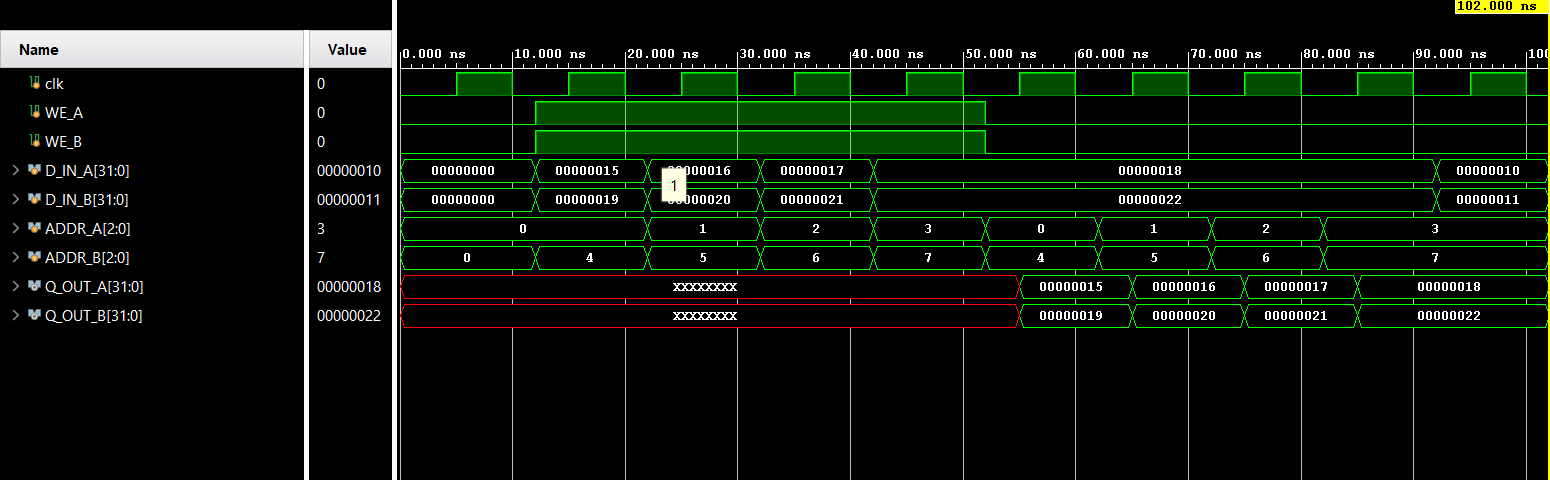 102.000 ns
Name Value
0.000 ns 10.000 ns 20.000 ns 30.000 ns 40.000 ns 50.000 ns 60.000 ns 70.000 ns 80.000 ns 90.000 ns
clk 0
WE_A 0
WE_B 0
D_IN_A[31:0] 00000010 00000000 00000015 00000017 00000018 00000010
1
D_IN_B[31:0] 00000011 00000000 00000019 00000021 00000022 00000011
ADDR_A[2:0] 3 0 1 2 3 0 1 2 3
ADDR_B[2:0] 7 0 4 5 6 7 4 5 6 7
Q_OUT_A[31:0] 00000018 XXXXXXXX 00000015 00000016 00000017 00000018
Q_OUT_B[31:0] 00000022 XXXXXXXX 00000019 00000020 00000021 00000022